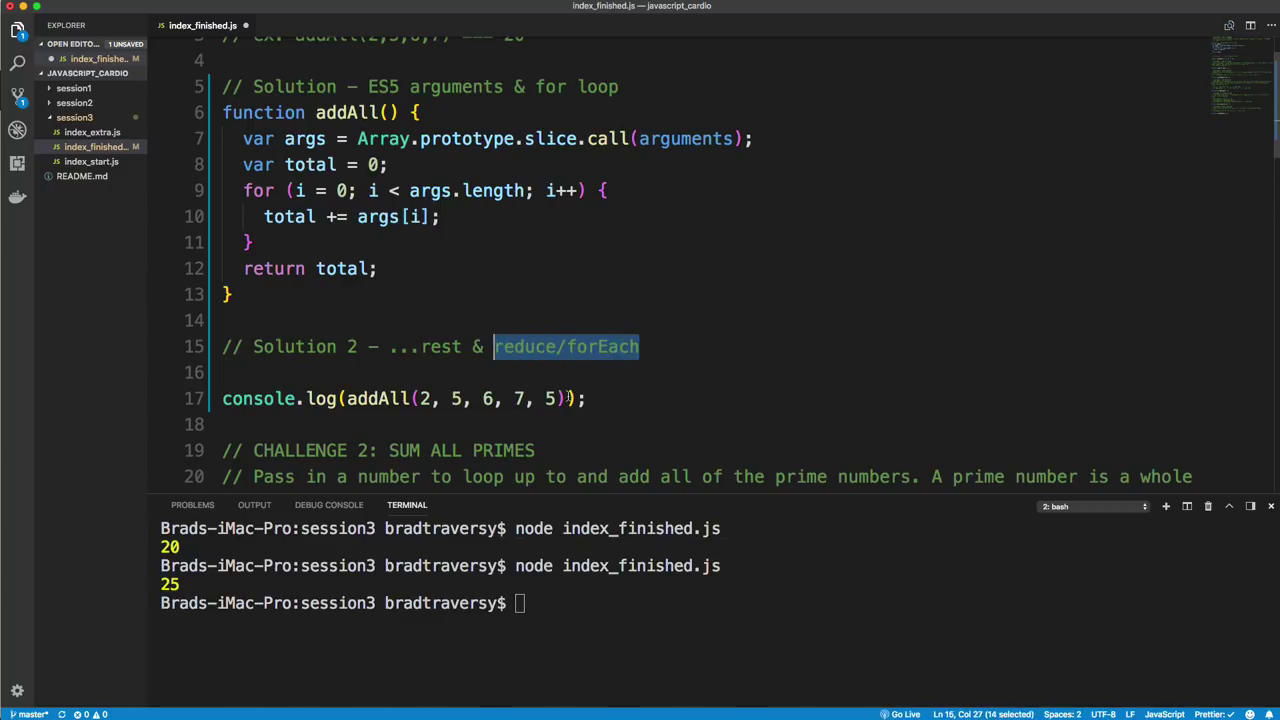 index_finished.js — javascript_cardio
EXPLORER
index_finished.js
OPEN EDITO... 1 UNSAVED
index_finishe... M
JAVASCRIPT_CARDIO
session1
session2
session3
index_extra.js
index_finished... M
index_start.js
README.md
3 // Ex. addAll(2,5,6,7) === 20
4
5 // Solution – ES5 arguments & for loop
6 function addAll() {
7 var args = Array.prototype.slice.call(arguments);
8 var total = 0;
9 for (i = 0; i < args.length; i++) {
10 total += args[i];
11 }
12 return total;
13 }
14
15 // Solution 2 – ...rest & reduce/forEach
16
17 console.log(addAll(2, 5, 6, 7, 5));
18
19 // CHALLENGE 2: SUM ALL PRIMES
20 // Pass in a number to loop up to and add all of the prime numbers. A prime number is a whole
PROBLEMS OUTPUT DEBUG CONSOLE TERMINAL 2: bash
Brads-iMac-Pro:session3 bradtraversy$ node index_finished.js
20
Brads-iMac-Pro:session3 bradtraversy$ node index_finished.js
25
Brads-iMac-Pro:session3 bradtraversy$
master* 0 0 Go Live Ln 15, Col 27 (14 selected) Spaces: 2 UTF-8 LF JavaScript Prettier: ✓